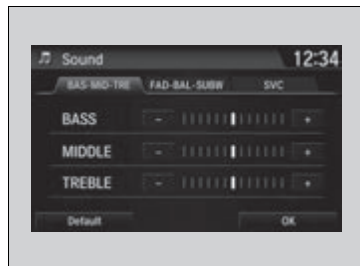 Sound 12:34
BAS-MID-TRE FAD-BAL-SUBW SVC
BASS - +
MIDDLE - +
TREBLE - +
Default OK